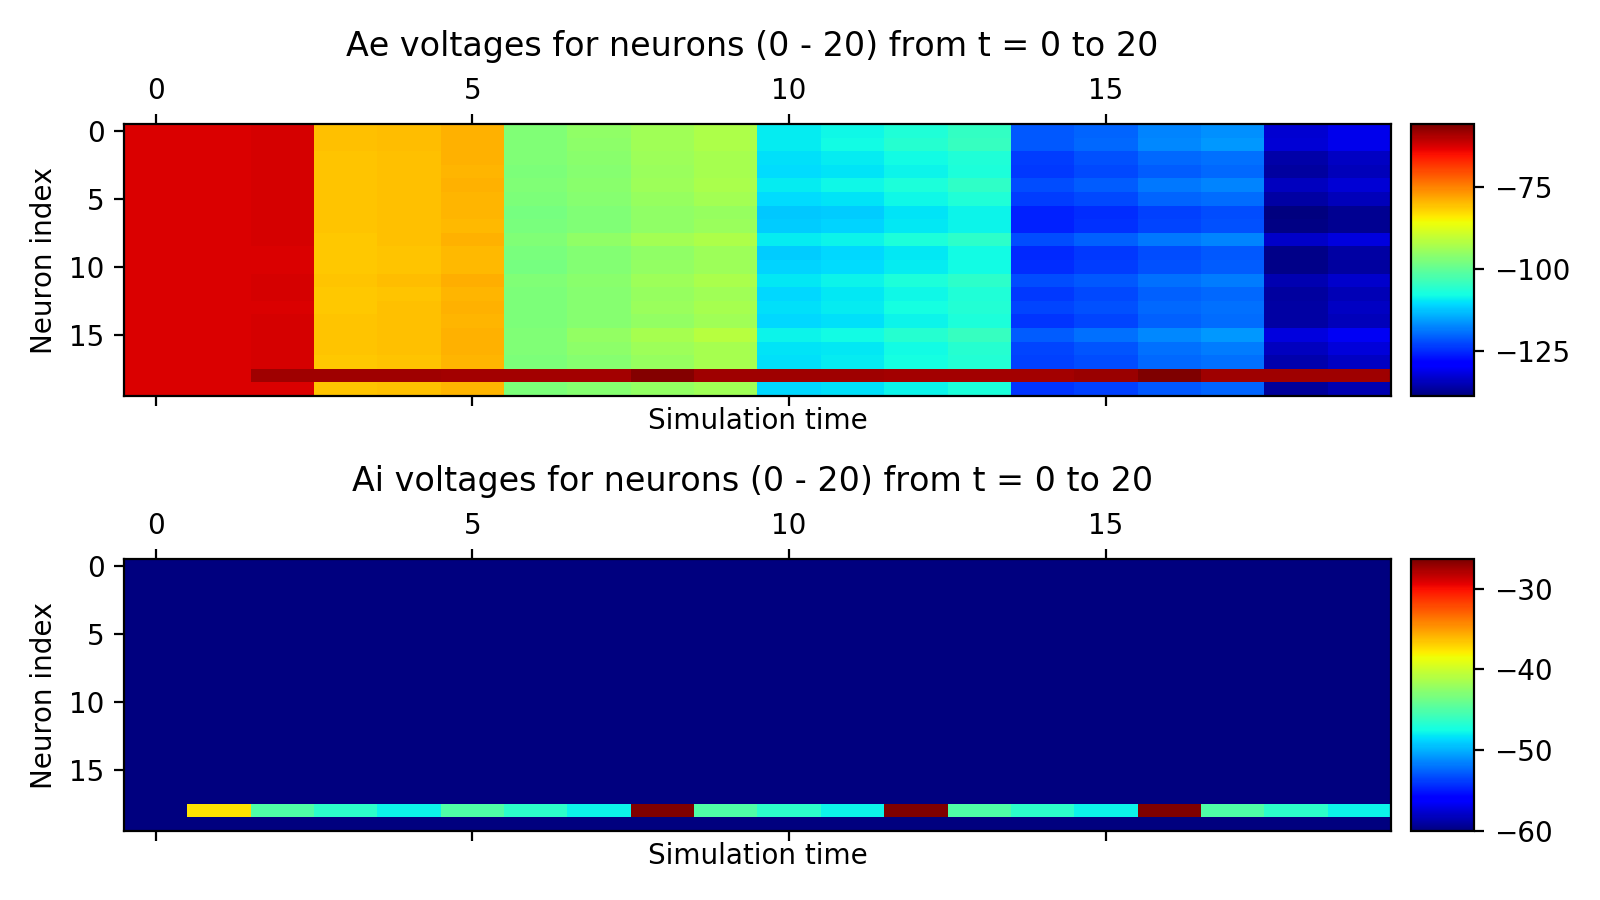 Ae voltages for neurons (0 - 20) from t = 0 to 20
0 5 10 15
Neuron index
0
5
10
15
Simulation time
−75
−100
−125
Ai voltages for neurons (0 - 20) from t = 0 to 20
0 5 10 15
Neuron index
0
5
10
15
Simulation time
−30
−40
−50
−60